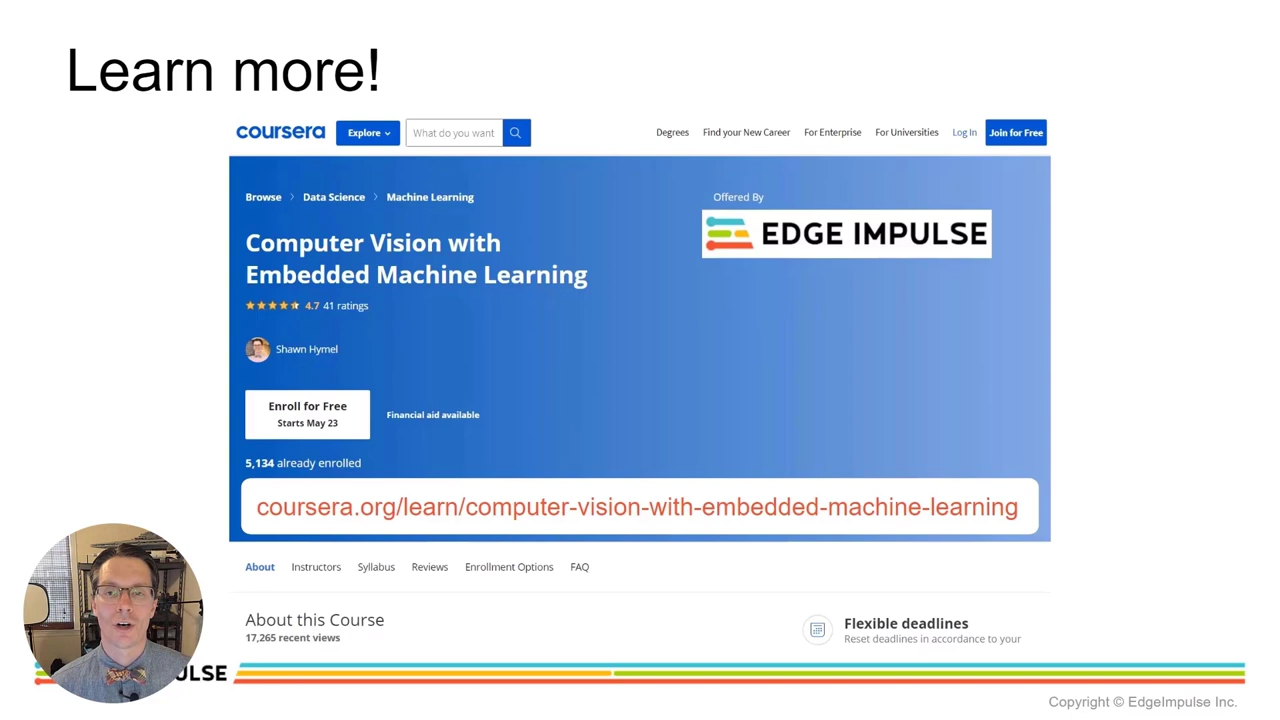 Learn more!
coursera
Explore
What do you want
Degrees
Find your New Career
For Enterprise
For Universities
Log In
Join for Free
Browse
Data Science
Machine Learning
Offered By
EDGE IMPULSE
Computer Vision with
Embedded Machine Learning
4.7 41 ratings
Shawn Hymel
Enroll for Free
Starts May 23
Financial aid available
5,134 already enrolled
coursera.org/learn/computer-vision-with-embedded-machine-learning
About
Instructors
Syllabus
Reviews
Enrollment Options
FAQ
About this Course
17,265 recent views
Flexible deadlines
Reset deadlines in accordance to your
ULSE
Copyright © EdgeImpulse Inc.